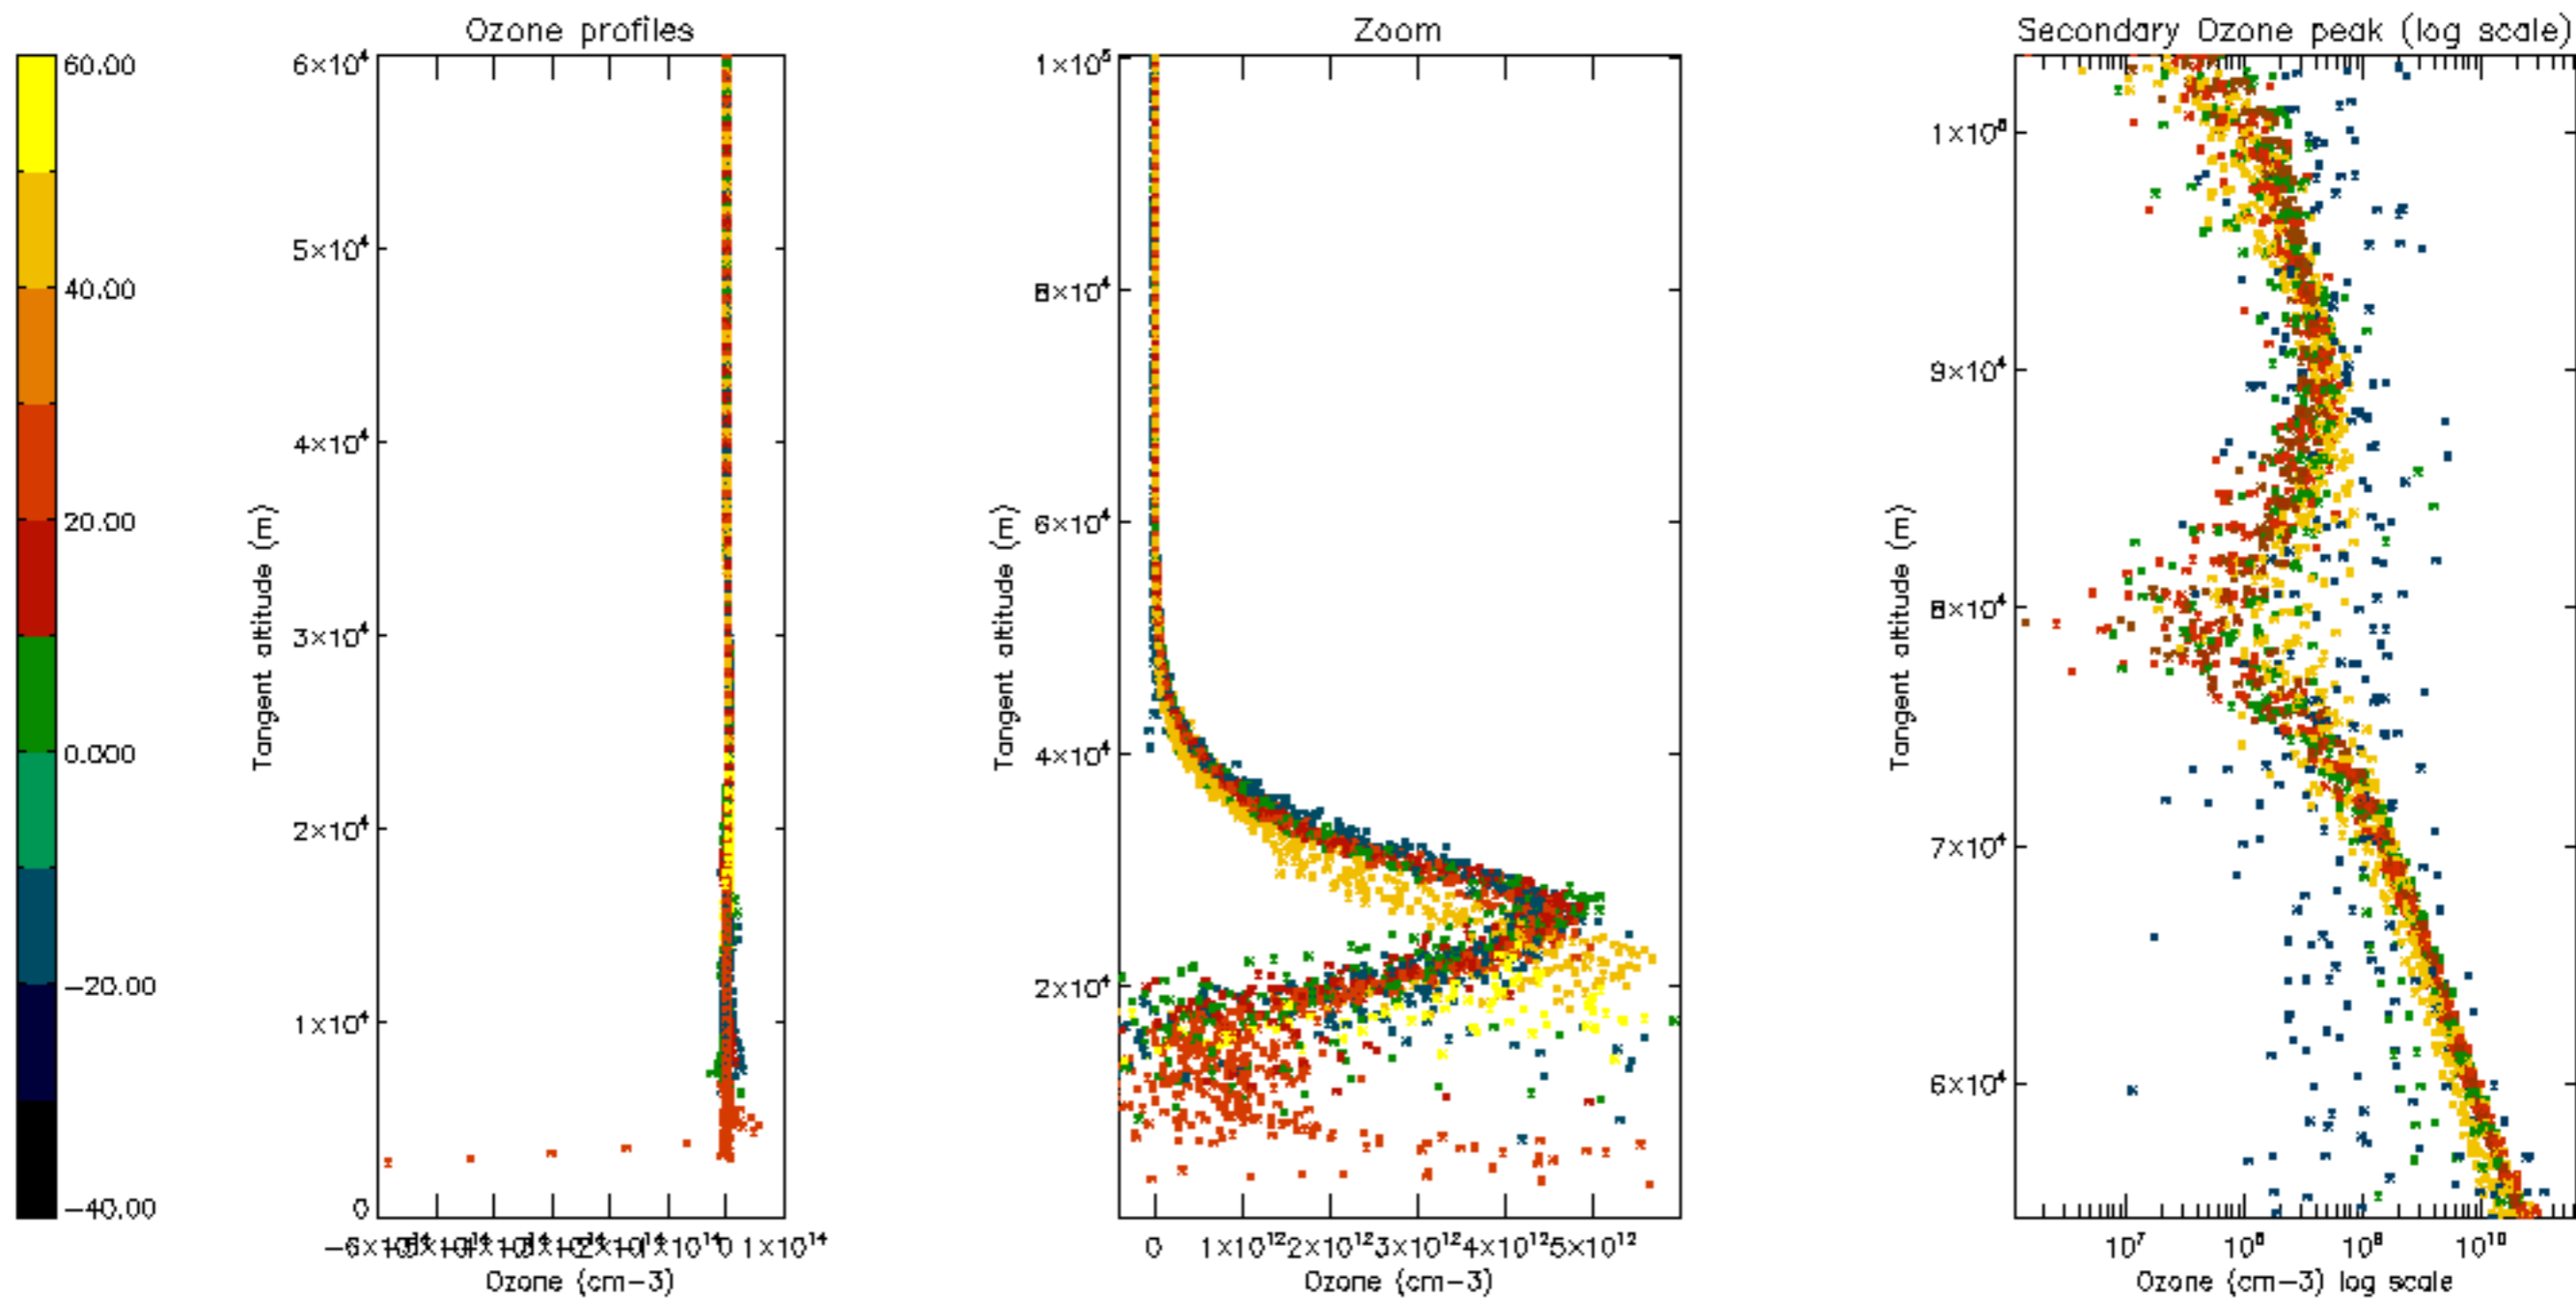 Ozone profiles
Zoom
Secondary Ozone peak (log scale)
60.00
40.00
20.00
0.000
−20.00
−40.00
6×10⁴
5×10⁴
4×10⁴
3×10⁴
2×10⁴
1×10⁴
0
Tangent altitude (m)
1×10¹⁴
Ozone (cm−3)
1×10⁵
8×10⁴
6×10⁴
4×10⁴
2×10⁴
Tangent altitude (m)
0 1×10¹² 2×10¹² 3×10¹² 4×10¹² 5×10¹²
Ozone (cm−3)
1×10⁵
9×10⁴
8×10⁴
7×10⁴
6×10⁴
Tangent altitude (m)
10⁷ 10⁸ 10⁹ 10¹⁰
Ozone (cm−3) log scale